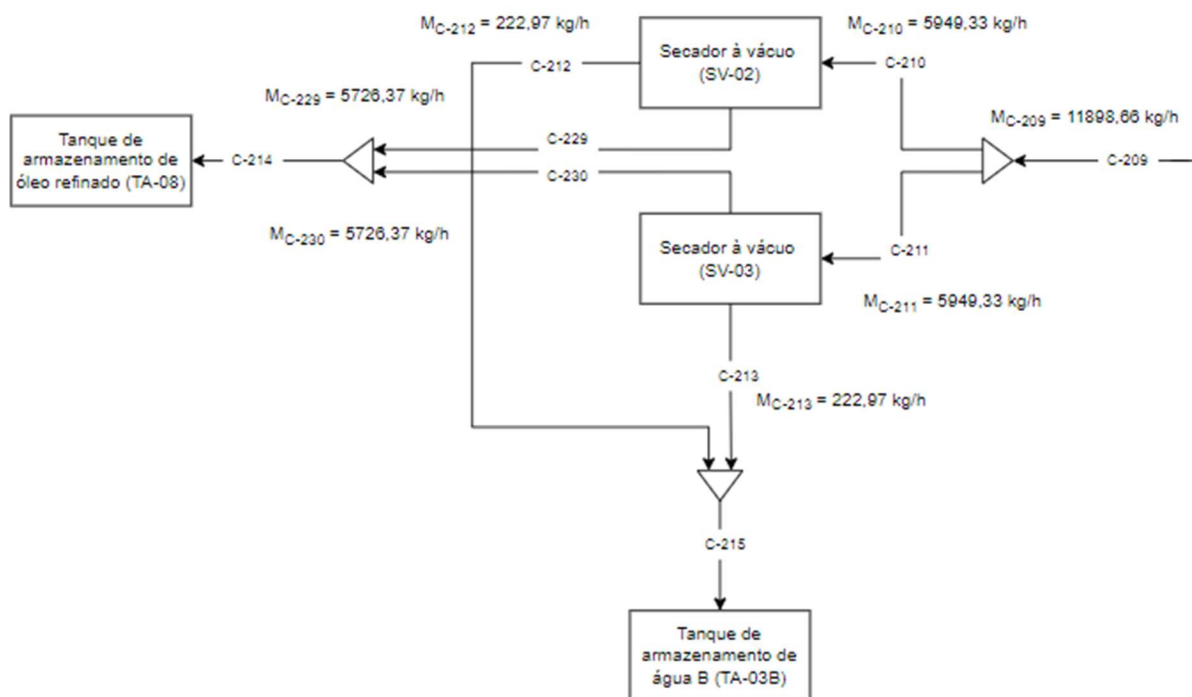 M_C-212 = 222,97 kg/h
M_C-210 = 5949,33 kg/h
Secador à vácuo
(SV-02)
C-212
C-210
M_C-229 = 5726,37 kg/h
M_C-209 = 11898,66 kg/h
Tanque de
armazenamento de
óleo refinado (TA-08)
C-214
C-229
C-230
C-209
M_C-230 = 5726,37 kg/h
Secador à vácuo
(SV-03)
C-211
M_C-211 = 5949,33 kg/h
C-213
M_C-213 = 222,97 kg/h
C-215
Tanque de
armazenamento de
água B (TA-03B)